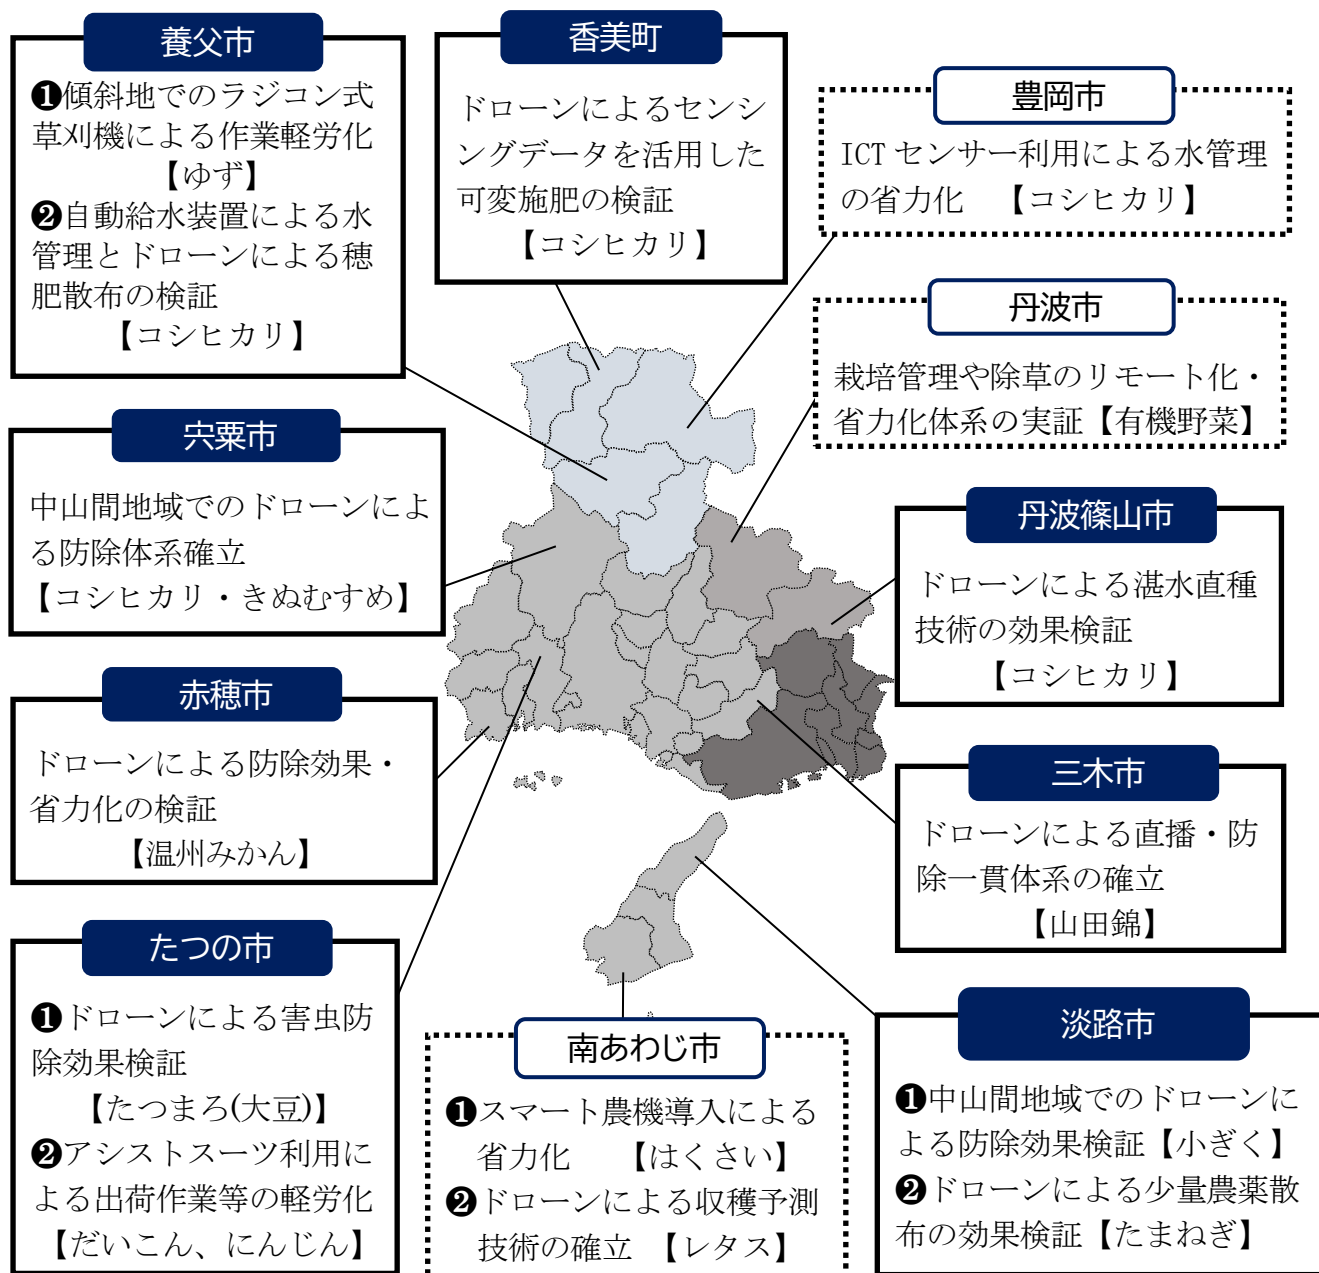 養父市
❶傾斜地でのラジコン式
草刈機による作業軽労化
【ゆず】
❷自動給水装置による水
管理とドローンによる穂
肥散布の検証
【コシヒカリ】
香美町
ドローンによるセンシ
ングデータを活用した
可変施肥の検証
【コシヒカリ】
豊岡市
ICTセンサー利用による水管理
の省力化　【コシヒカリ】
丹波市
栽培管理や除草のリモート化・
省力化体系の実証【有機野菜】
宍粟市
中山間地域でのドローンによ
る防除体系確立
【コシヒカリ・きぬむすめ】
丹波篠山市
ドローンによる湛水直種
技術の効果検証
【コシヒカリ】
赤穂市
ドローンによる防除効果・
省力化の検証
【温州みかん】
三木市
ドローンによる直播・防
除一貫体系の確立
【山田錦】
たつの市
❶ドローンによる害虫防
除効果検証
【たつまろ(大豆)】
❷アシストスーツ利用に
よる出荷作業等の軽労化
【だいこん、にんじん】
南あわじ市
❶スマート農機導入による
省力化　【はくさい】
❷ドローンによる収穫予測
技術の確立　【レタス】
淡路市
❶中山間地域でのドローンに
よる防除効果検証【小ぎく】
❷ドローンによる少量農薬散
布の効果検証【たまねぎ】